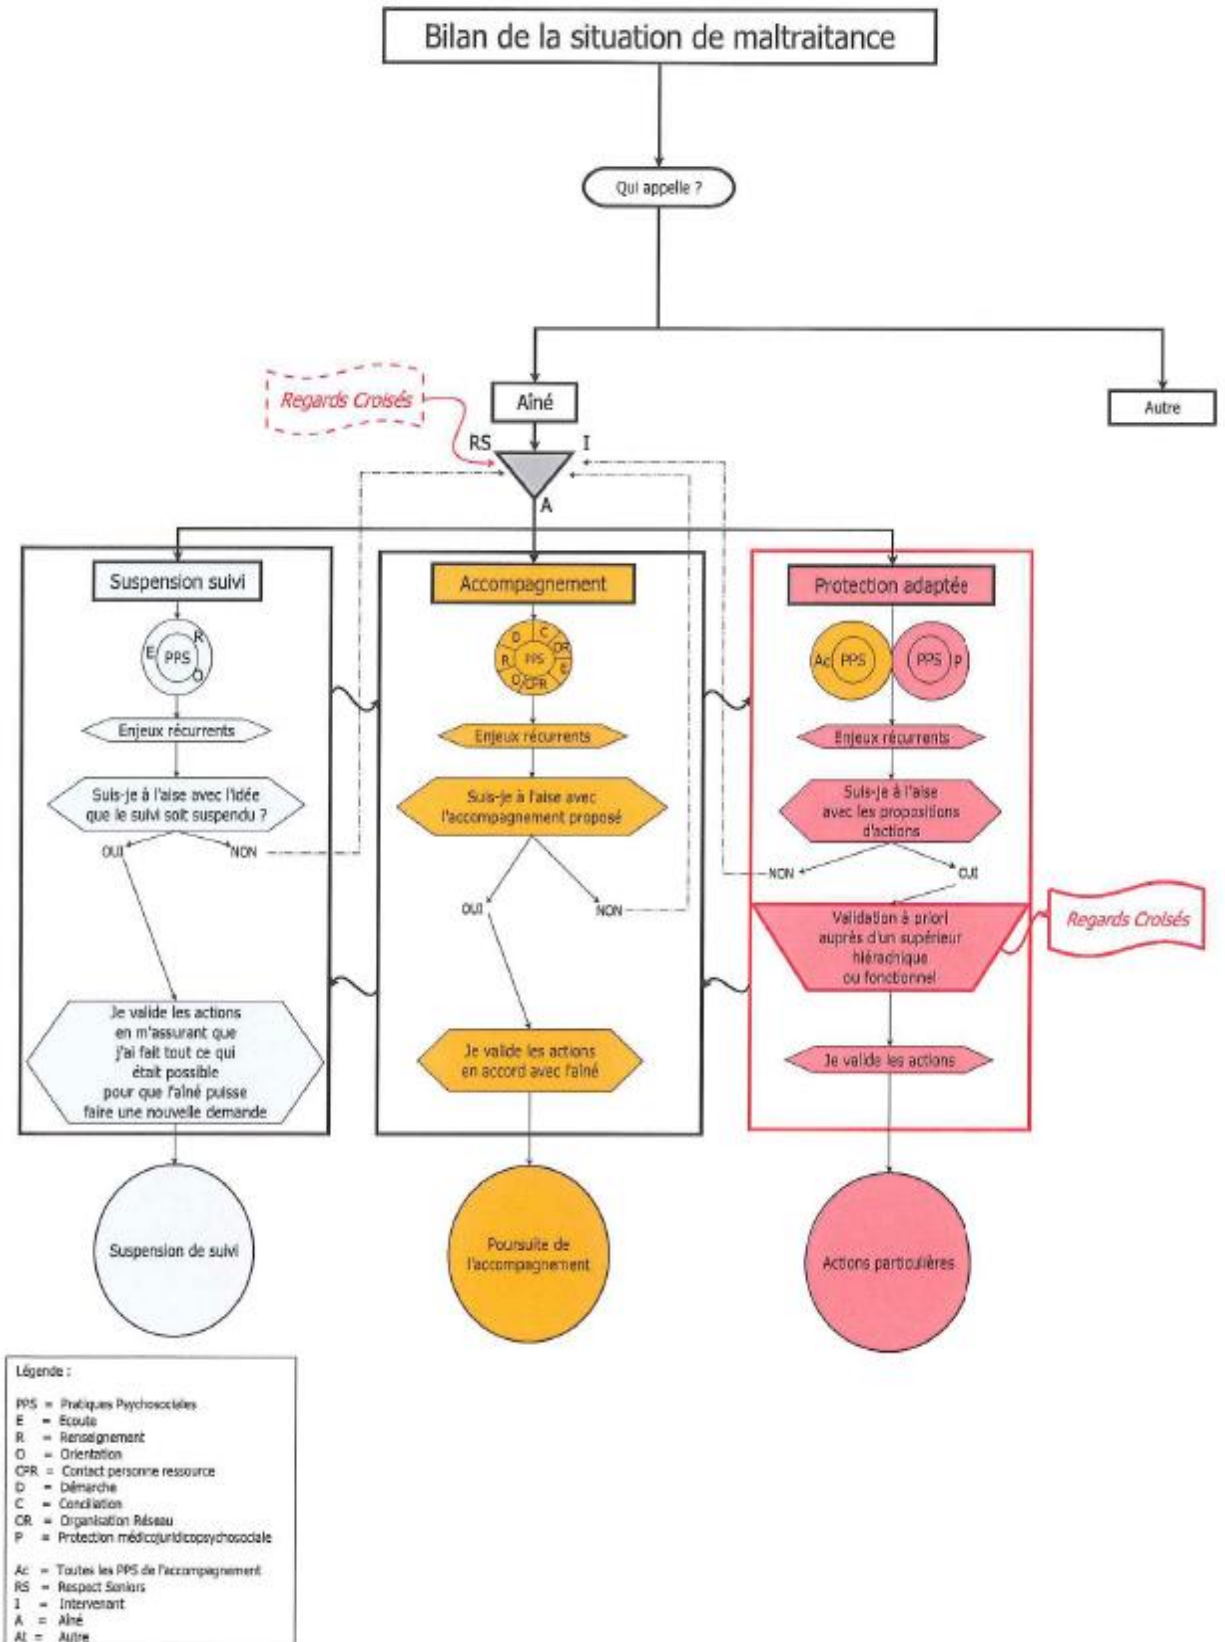 Bilan de la situation de maltraitance
Qui appelle ?
Aîné
Autre
Regards Croisés
RS
I
A
Suspension suivi
E
R
PPS
O
Enjeux récurrents
Suis-je à l'aise avec l'idée
que le suivi soit suspendu ?
OUI
NON
Je valide les actions
en m'assurant que
j'ai fait tout ce qui
était possible
pour que l'aîné puisse
faire une nouvelle demande
Suspension de suivi
Accompagnement
D
C
OR
R
PPS
E
O
CPR
Enjeux récurrents
Suis-je à l'aise avec
l'accompagnement proposé
OUI
NON
Je valide les actions
en accord avec l'aîné
Poursuite de
l'accompagnement
Protection adaptée
Ac PPS
PPS P
Enjeux récurrents
Suis-je à l'aise
avec les propositions
d'actions
NON
OUI
Validation à priori
auprès d'un supérieur
hiérachique
ou fonctionnel
Regards Croisés
Je valide les actions
Actions particulières
Légende :
PPS = Pratiques Psychosociales
E = Ecoute
R = Renseignement
O = Orientation
CPR = Contact personne ressource
D = Démarche
C = Conciliation
OR = Organisation Réseau
P = Protection médicojuridicopsychosociale
Ac = Toutes les PPS de l'accompagnement
RS = Respect Seniors
I = Intervenant
A = Aîné
At = Autre